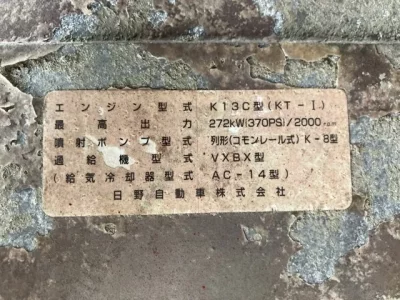 エンジン型式 K13C型(KT-I)
最高出力 272kW(370PS)/2000rpm
噴射ポンプ型式 列形(コモンレール式)K-8型
過給機型式 VXBX型
(給気冷却器型式 AC-14型)
日野自動車株式会社